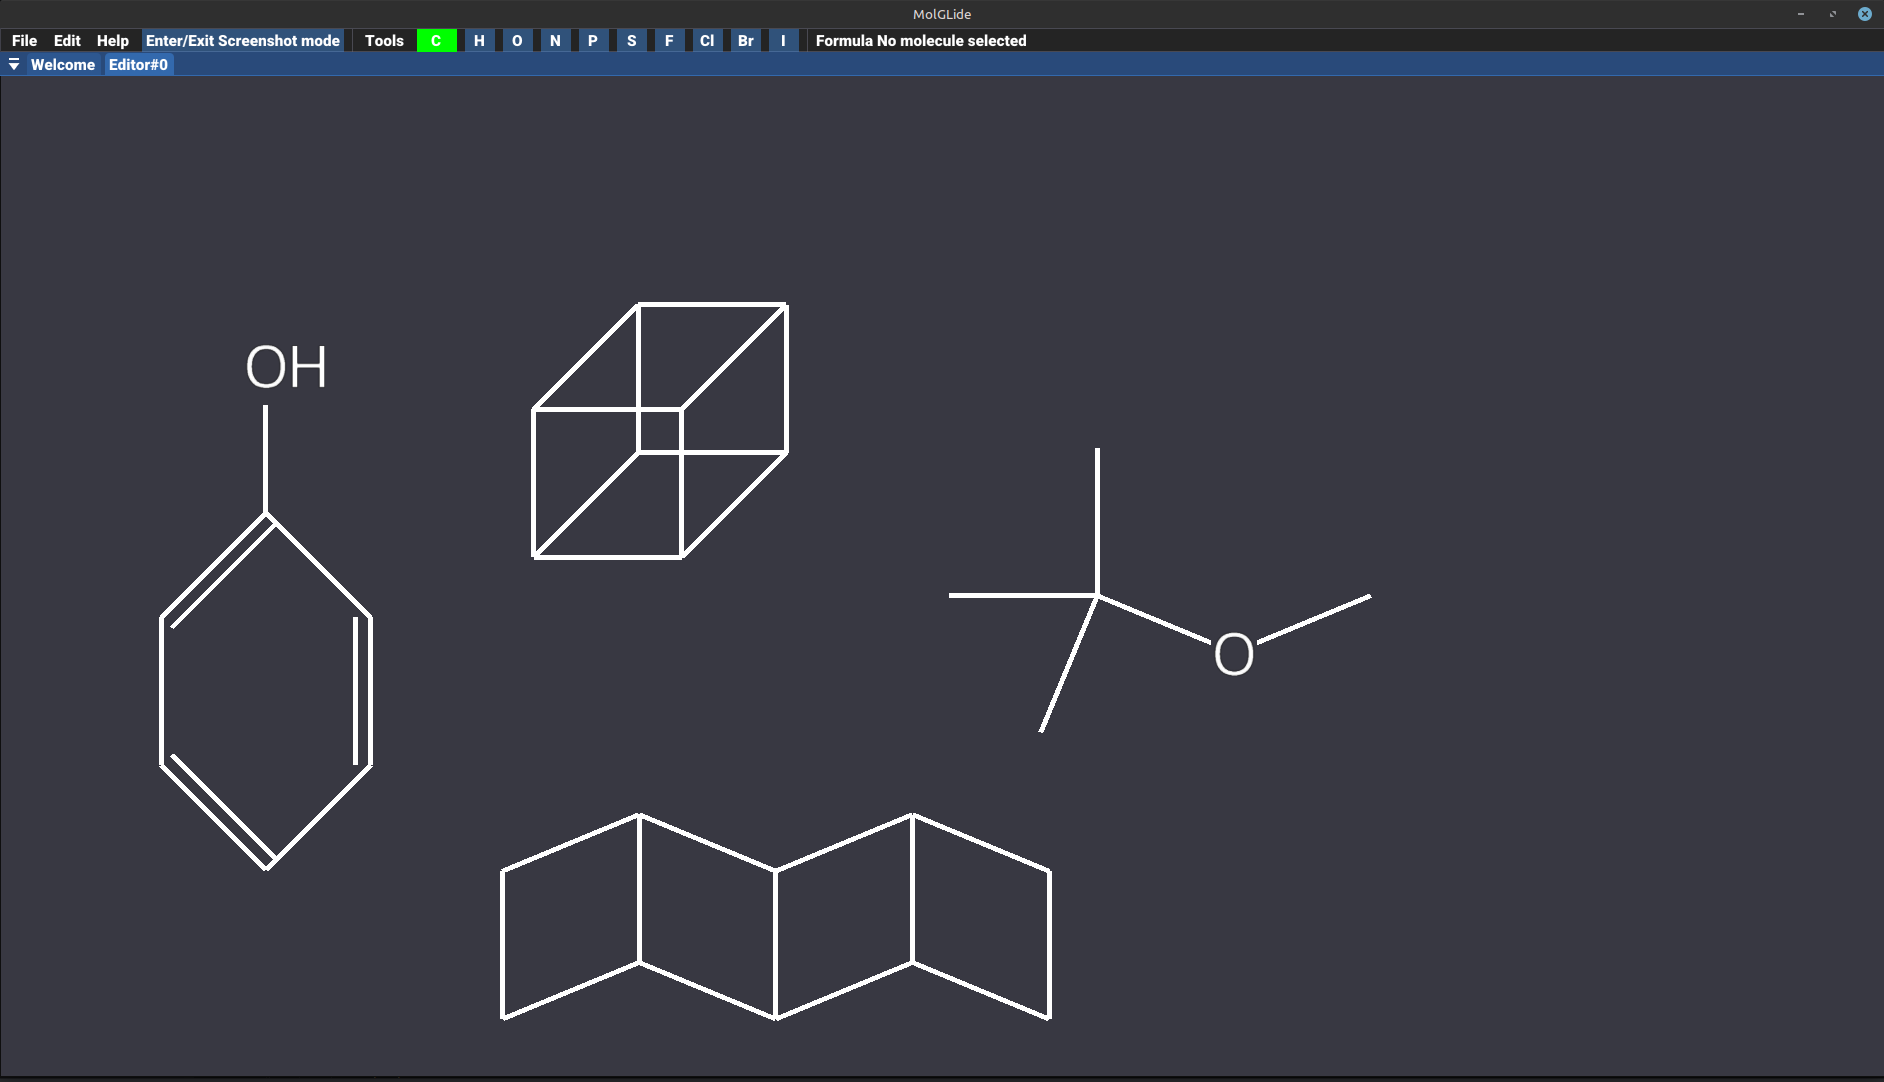 MolGLide
File Edit Help Enter/Exit Screenshot mode Tools C H O N P S F Cl Br I Formula No molecule selected
Welcome Editor#0
OH
O